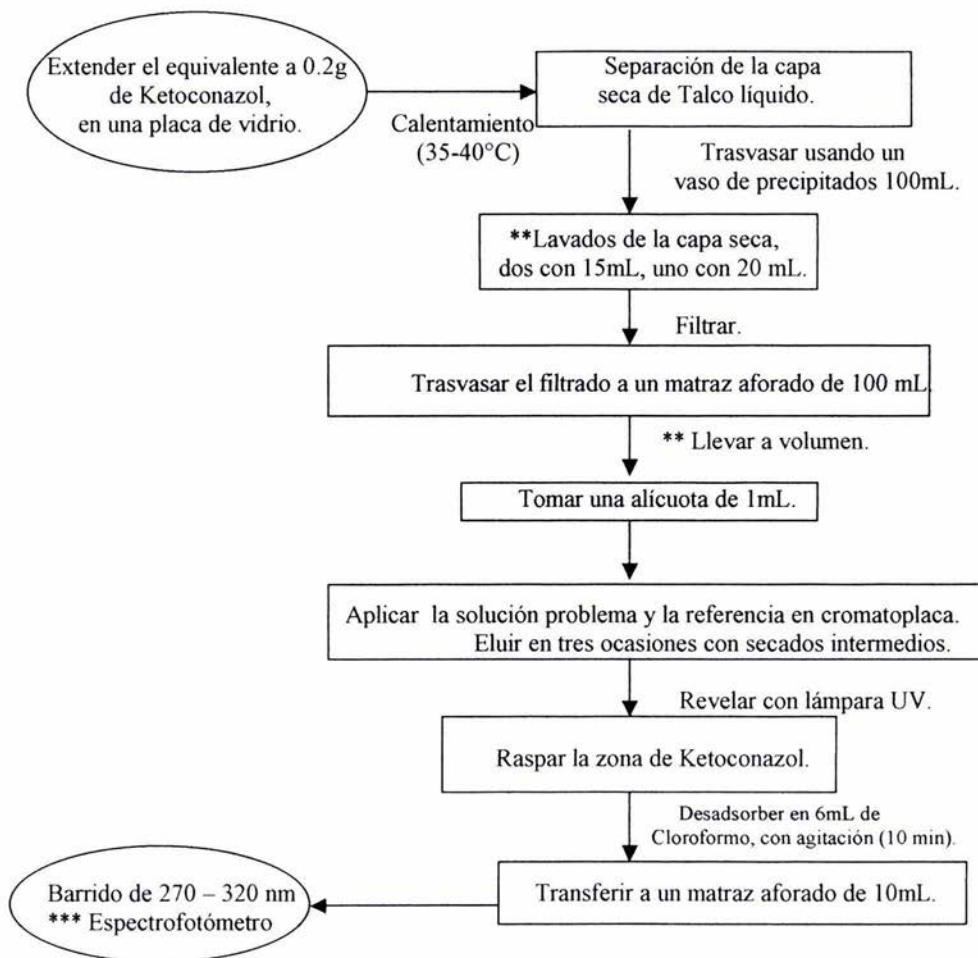 Extender el equivalente a 0.2g
de Ketoconazol,
en una placa de vidrio.
Calentamiento
(35-40°C)
Separación de la capa
seca de Talco líquido.
Trasvasar usando un
vaso de precipitados 100mL.
**Lavados de la capa seca,
dos con 15mL, uno con 20 mL.
Filtrar.
Trasvasar el filtrado a un matraz aforado de 100 mL.
** Llevar a volumen.
Tomar una alícuota de 1mL.
Aplicar la solución problema y la referencia en cromatoplaca.
Eluir en tres ocasiones con secados intermedios.
Revelar con lámpara UV.
Raspar la zona de Ketoconazol.
Desadsorber en 6mL de
Cloroformo, con agitación (10 min).
Transferir a un matraz aforado de 10mL.
Barrido de 270 – 320 nm
*** Espectrofotómetro